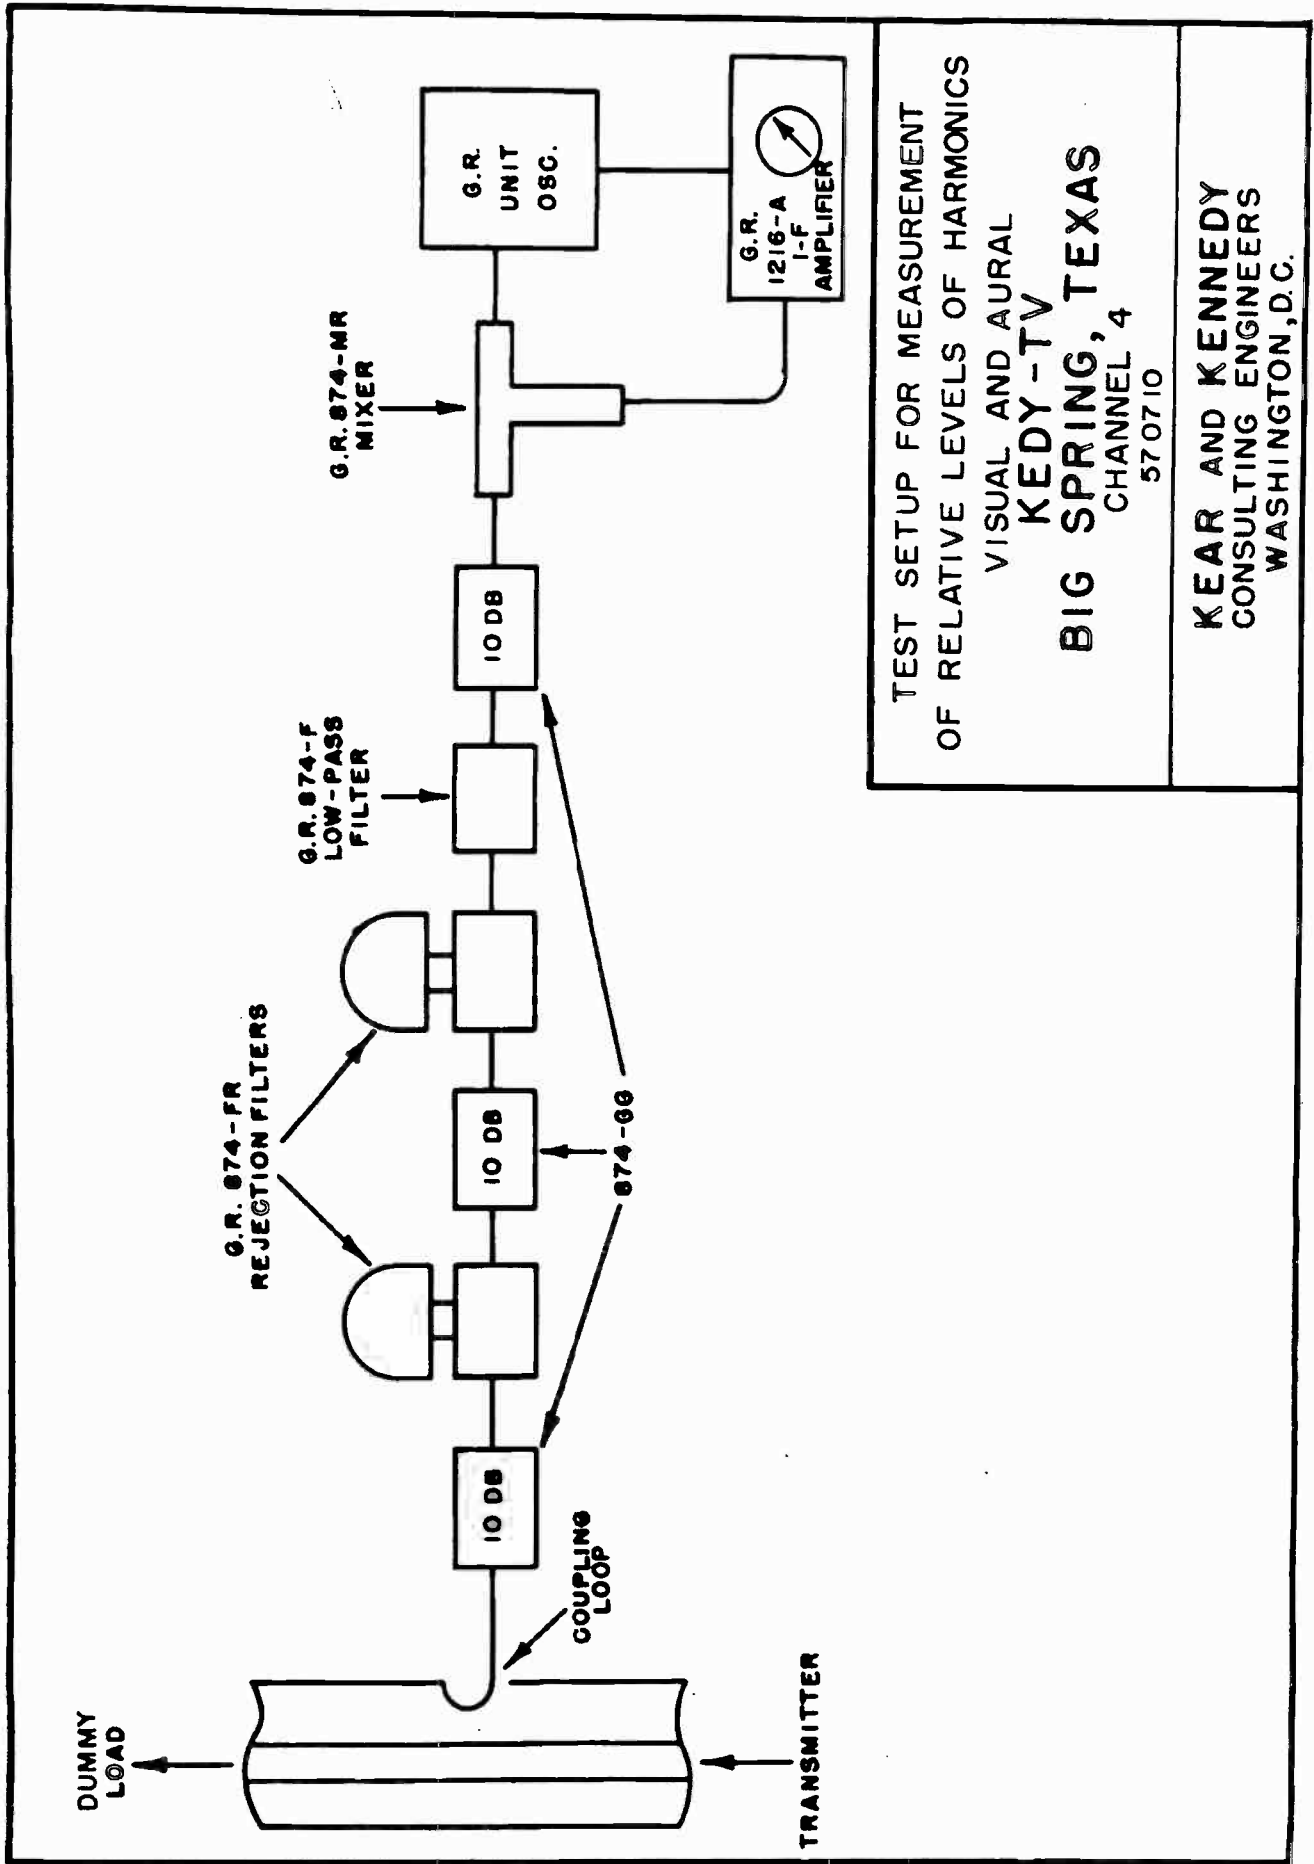 DUMMY
LOAD
TRANSMITTER
COUPLING
LOOP
10 DB
G.R. 874-FR
REJECTION FILTERS
10 DB
874-GG
G.R. 874-F
LOW-PASS
FILTER
10 DB
G.R. 874-MR
MIXER
G.R.
UNIT
OSC.
G.R.
1216-A
I-F
AMPLIFIER
TEST SETUP FOR MEASUREMENT
OF RELATIVE LEVELS OF HARMONICS
VISUAL AND AURAL
KEDY-TV
BIG SPRING, TEXAS
CHANNEL 4
570710
KEAR AND KENNEDY
CONSULTING ENGINEERS
WASHINGTON, D.C.